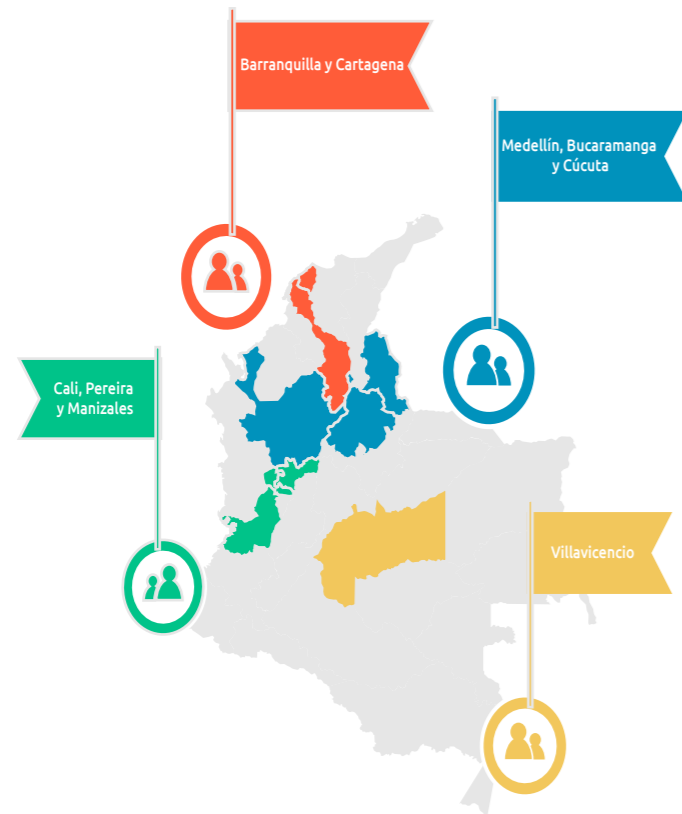 Barranquilla y Cartagena
Medellín, Bucaramanga
y Cúcuta
Cali, Pereira
y Manizales
Villavicencio